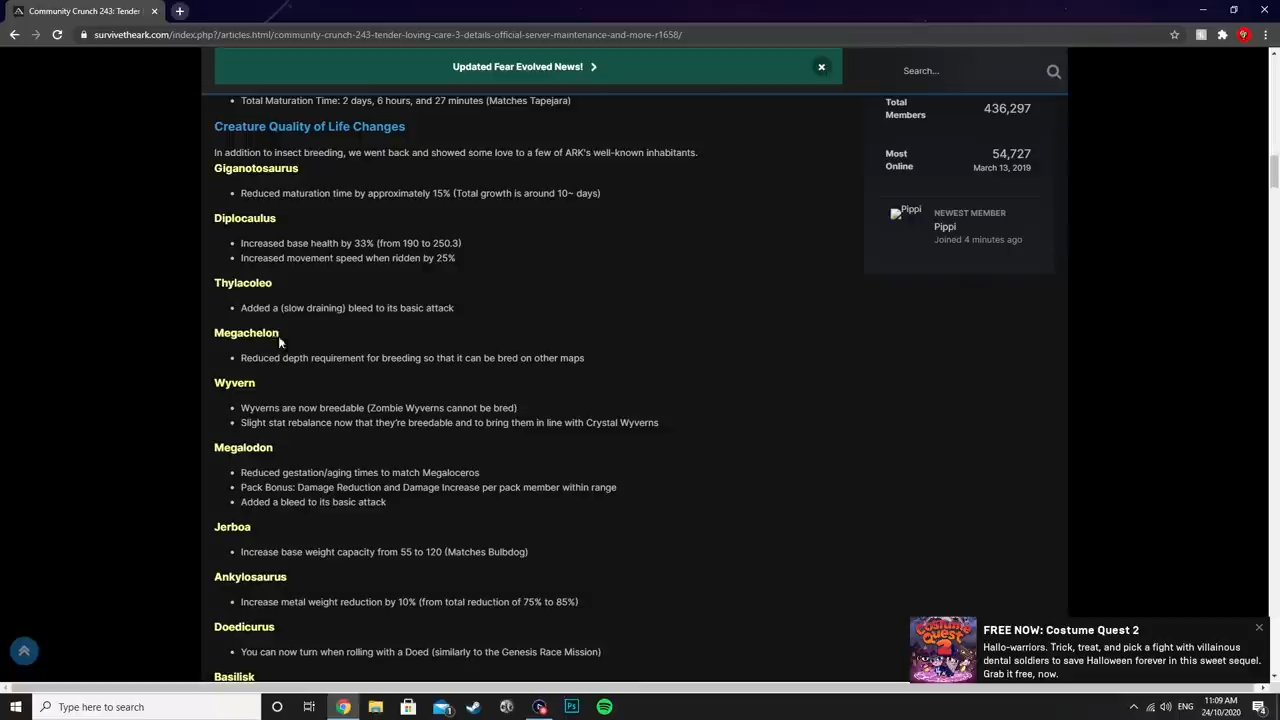 Community Crunch 243: Tender
survivetheark.com/index.php?/articles.html/community-crunch-243-tender-loving-care-3-details-official-server-maintenance-and-more-r1658/
Updated Fear Evolved News!
Search...
Total Maturation Time: 2 days, 6 hours, and 27 minutes (Matches Tapejara)
Creature Quality of Life Changes
In addition to insect breeding, we went back and showed some love to a few of ARK's well-known inhabitants.
Giganotosaurus
Reduced maturation time by approximately 15% (Total growth is around 10~ days)
Diplocaulus
Increased base health by 33% (from 190 to 250.3)
Increased movement speed when ridden by 25%
Thylacoleo
Added a (slow draining) bleed to its basic attack
Megachelon
Reduced depth requirement for breeding so that it can be bred on other maps
Wyvern
Wyverns are now breedable (Zombie Wyverns cannot be bred)
Slight stat rebalance now that they're breedable and to bring them in line with Crystal Wyverns
Megalodon
Reduced gestation/aging times to match Megaloceros
Pack Bonus: Damage Reduction and Damage Increase per pack member within range
Added a bleed to its basic attack
Jerboa
Increase base weight capacity from 55 to 120 (Matches Bulbdog)
Ankylosaurus
Increase metal weight reduction by 10% (from total reduction of 75% to 85%)
Doedicurus
You can now turn when rolling with a Doed (similarly to the Genesis Race Mission)
Basilisk
Total
Members
436,297
Most
Online
54,727
March 13, 2019
Pippi
NEWEST MEMBER
Pippi
Joined 4 minutes ago
COSTUME QUEST 2
FREE NOW: Costume Quest 2
Hallo-warriors. Trick, treat, and pick a fight with villainous
dental soldiers to save Halloween forever in this sweet sequel.
Grab it free, now.
Type here to search
Ps
ENG
11:09 AM
24/10/2020